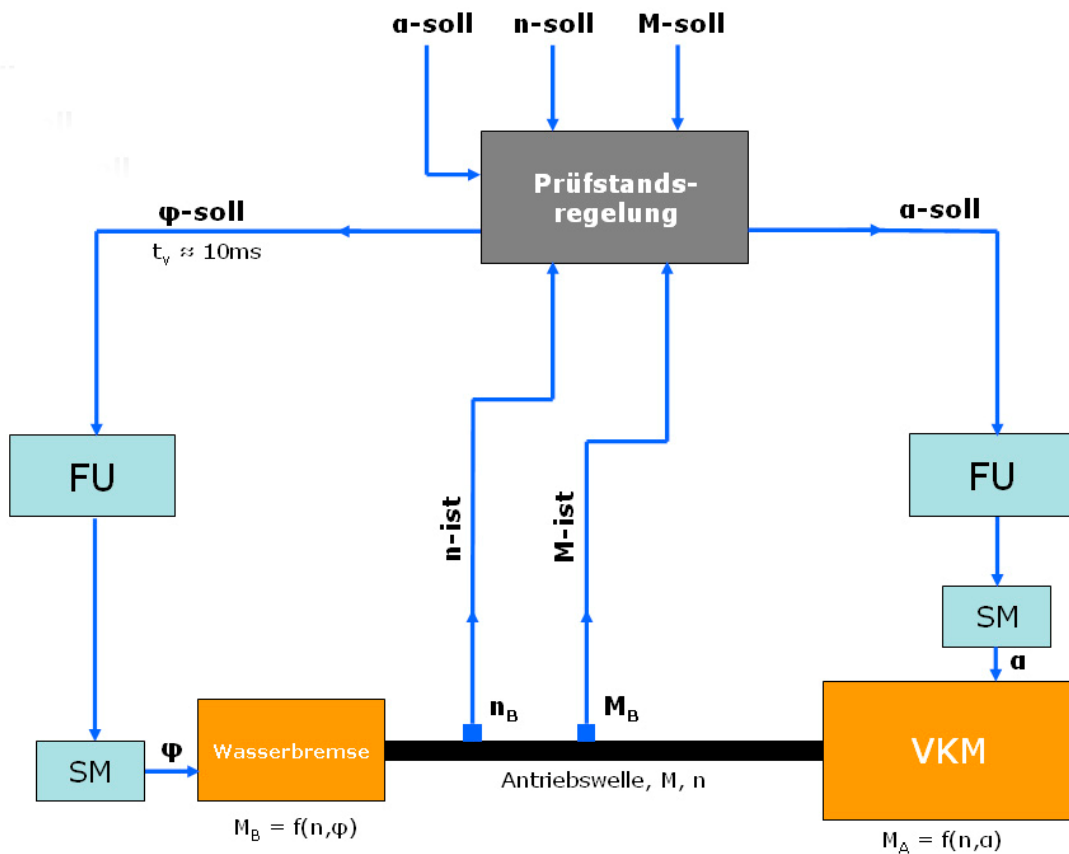 α-soll n-soll M-soll
Prüfstands-
regelung
φ-soll
t_v ≈ 10ms
α-soll
FU
FU
n-ist
M-ist
SM
α
n_B
M_B
Wasserbremse
VKM
SM
φ
Antriebswelle, M, n
M_B = f(n,φ)
M_A = f(n,α)